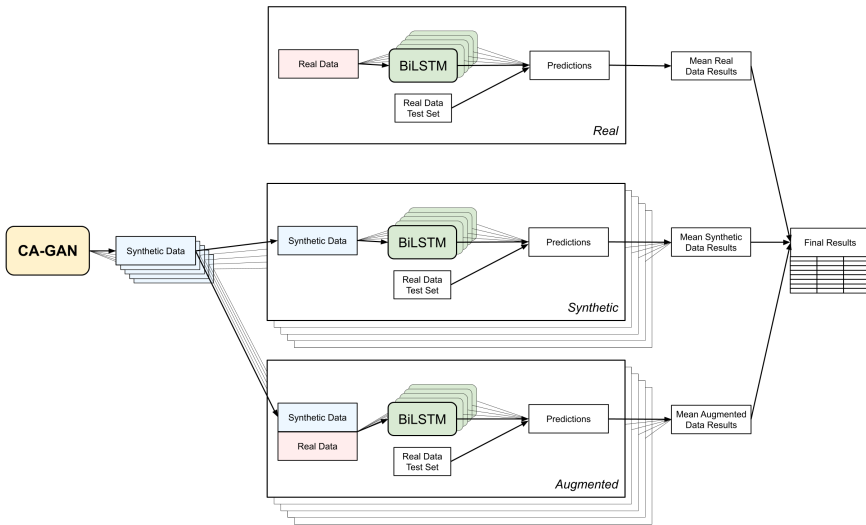 Real Data
BiLSTM
Predictions
Real Data
Test Set
Real
Mean Real
Data Results
CA-GAN
Synthetic Data
Synthetic Data
BiLSTM
Predictions
Real Data
Test Set
Synthetic
Mean Synthetic
Data Results
Final Results
Synthetic Data
Real Data
BiLSTM
Predictions
Real Data
Test Set
Augmented
Mean Augmented
Data Results